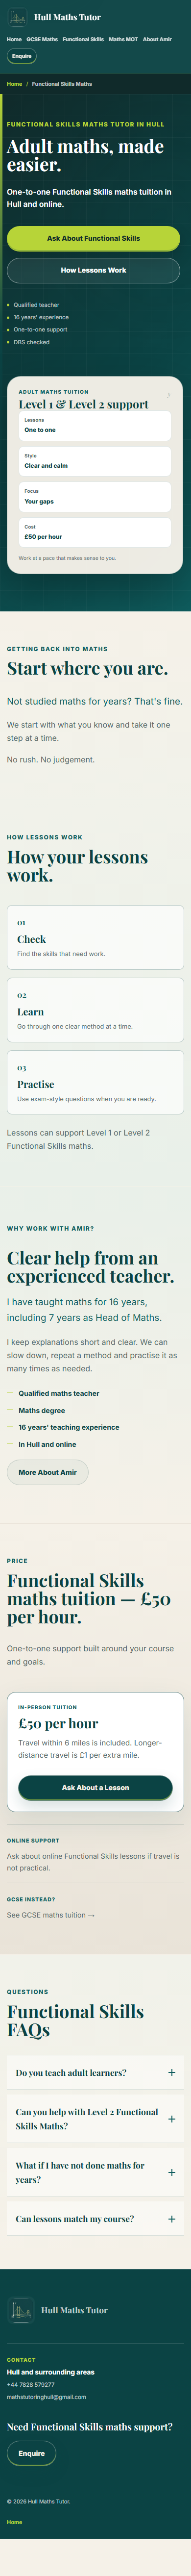 Hull Maths Tutor
Home GCSE Maths Functional Skills Maths MOT About Amir
Enquire
Home / Functional Skills Maths
FUNCTIONAL SKILLS MATHS TUTOR IN HULL
Adult maths, made
easier.
One-to-one Functional Skills maths tuition in
Hull and online.
Ask About Functional Skills
How Lessons Work
Qualified teacher
16 years' experience
One-to-one support
DBS checked
ADULT MATHS TUITION
Level 1 & Level 2 support
Lessons
One to one
Style
Clear and calm
Focus
Your gaps
Cost
£50 per hour
Work at a pace that makes sense to you.
GETTING BACK INTO MATHS
Start where you are.
Not studied maths for years? That's fine.
We start with what you know and take it one
step at a time.
No rush. No judgement.
HOW LESSONS WORK
How your lessons
work.
01
Check
Find the skills that need work.
02
Learn
Go through one clear method at a time.
03
Practise
Use exam-style questions when you are ready.
Lessons can support Level 1 or Level 2
Functional Skills maths.
WHY WORK WITH AMIR?
Clear help from an
experienced teacher.
I have taught maths for 16 years,
including 7 years as Head of Maths.
I keep explanations short and clear. We can
slow down, repeat a method and practise it as
many times as needed.
Qualified maths teacher
Maths degree
16 years' teaching experience
In Hull and online
More About Amir
PRICE
Functional Skills
maths tuition — £50
per hour.
One-to-one support built around your course
and goals.
IN-PERSON TUITION
£50 per hour
Travel within 6 miles is included. Longer-
distance travel is £1 per extra mile.
Ask About a Lesson
ONLINE SUPPORT
Ask about online Functional Skills lessons if travel is
not practical.
GCSE INSTEAD?
See GCSE maths tuition →
QUESTIONS
Functional Skills
FAQs
Do you teach adult learners? +
Can you help with Level 2 Functional
Skills Maths? +
What if I have not done maths for
years? +
Can lessons match my course? +
Hull Maths Tutor
CONTACT
Hull and surrounding areas
+44 7828 579277
mathstutoringhull@gmail.com
Need Functional Skills maths support?
Enquire
© 2026 Hull Maths Tutor.
Home